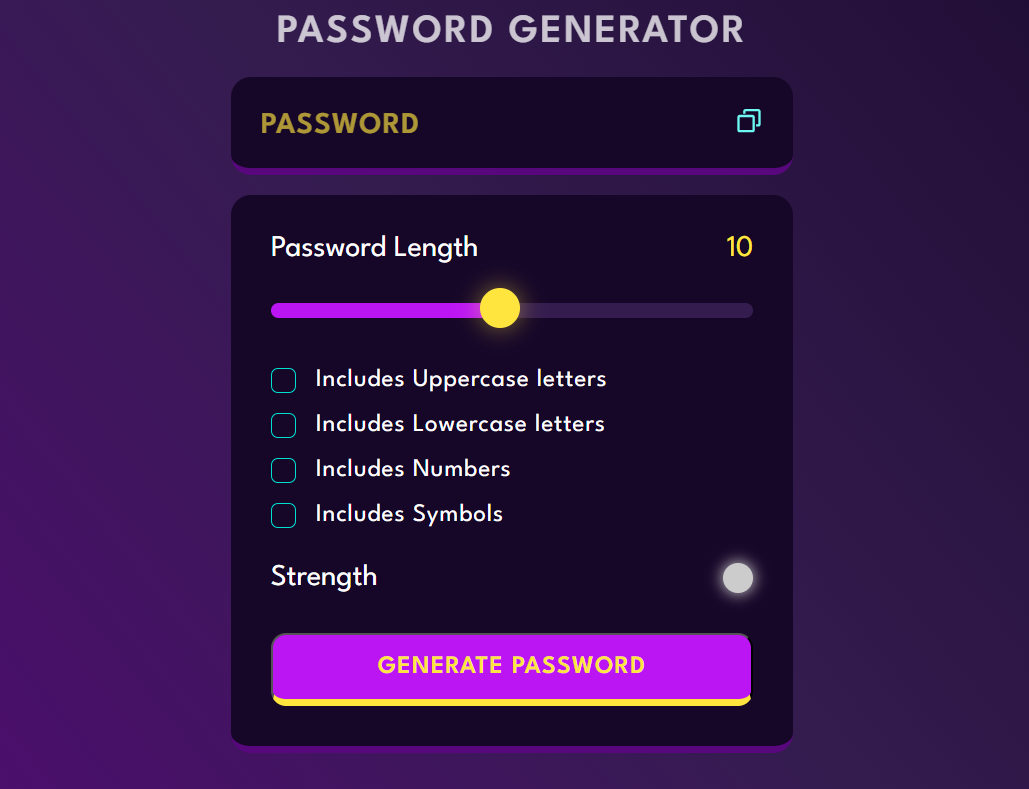 PASSWORD GENERATOR
PASSWORD
Password Length 10
Includes Uppercase letters
Includes Lowercase letters
Includes Numbers
Includes Symbols
Strength
GENERATE PASSWORD